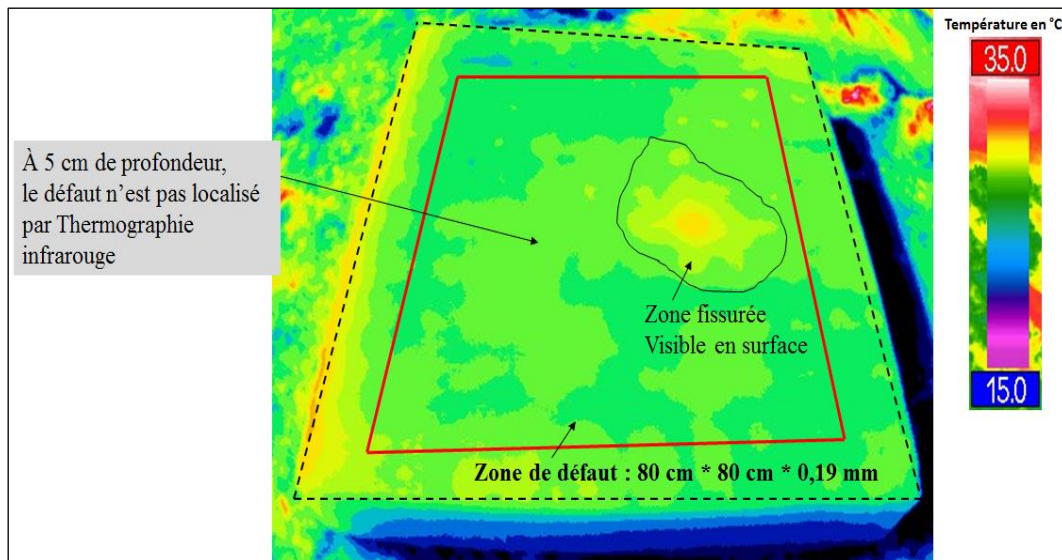 Température en °C
35.0
À 5 cm de profondeur,
le défaut n’est pas localisé
par Thermographie
infrarouge
Zone fissurée
Visible en surface
15.0
Zone de défaut : 80 cm * 80 cm * 0,19 mm